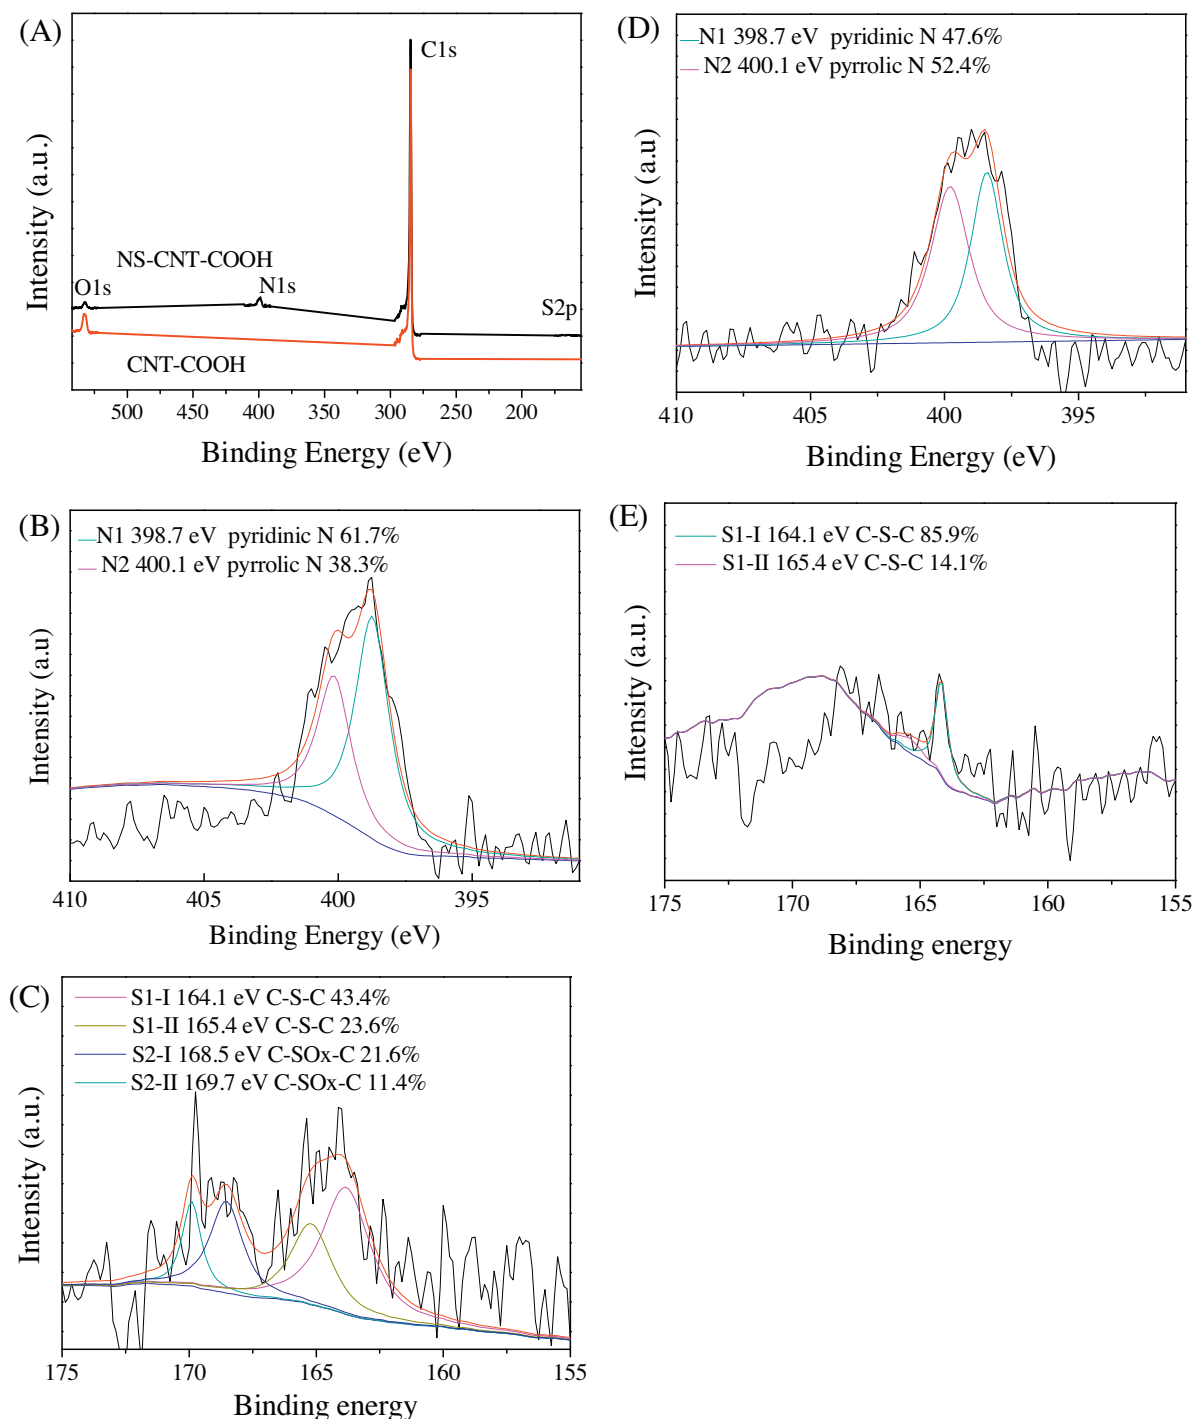 (A)
C1s
NS-CNT-COOH
O1s
N1s
S2p
CNT-COOH
Intensity (a.u.)
500 450 400 350 300 250 200
Binding Energy (eV)
(B)
N1 398.7 eV pyridinic N 61.7%
N2 400.1 eV pyrrolic N 38.3%
Intensity (a.u)
410 405 400 395
Binding Energy (eV)
(C)
S1-I 164.1 eV C-S-C 43.4%
S1-II 165.4 eV C-S-C 23.6%
S2-I 168.5 eV C-SOx-C 21.6%
S2-II 169.7 eV C-SOx-C 11.4%
Intensity (a.u.)
175 170 165 160 155
Binding energy
(D)
N1 398.7 eV pyridinic N 47.6%
N2 400.1 eV pyrrolic N 52.4%
Intensity (a.u.)
410 405 400 395
Binding Energy (eV)
(E)
S1-I 164.1 eV C-S-C 85.9%
S1-II 165.4 eV C-S-C 14.1%
Intensity (a.u.)
175 170 165 160 155
Binding energy